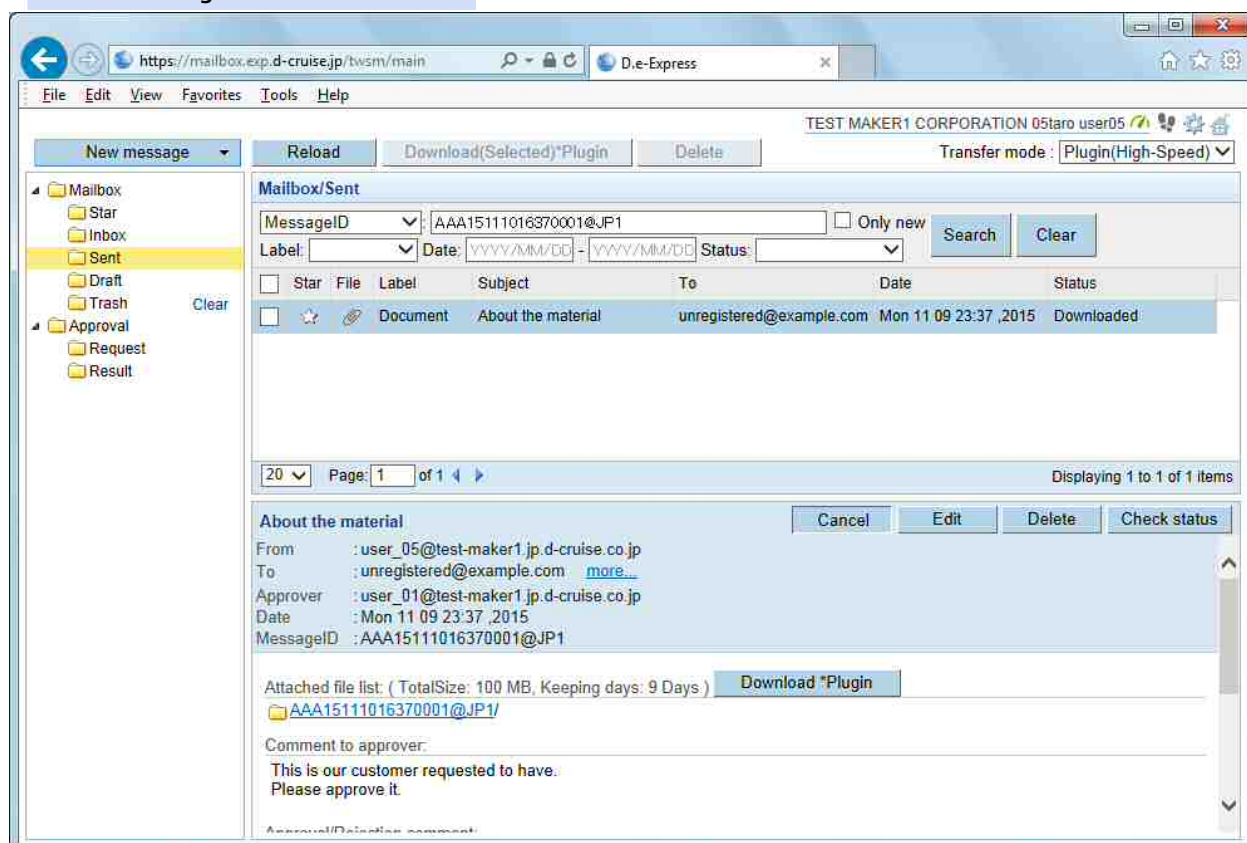 https://mailbox.exp.d-cruise.jp/twsm/main
D.e-Express
File Edit View Favorites Tools Help
TEST MAKER1 CORPORATION 05taro user05
New message Reload Download(Selected)*Plugin Delete Transfer mode : Plugin(High-Speed)
Mailbox
Star
Inbox
Sent
Draft
Trash Clear
Approval
Request
Result
Mailbox/Sent
MessageID : AAA15111016370001@JP1 Only new Search Clear
Label: Date: YYYY/MM/DD - YYYY/MM/DD Status:
Star File Label Subject To Date Status
Document About the material unregistered@example.com Mon 11 09 23:37 ,2015 Downloaded
20 Page: 1 of 1 Displaying 1 to 1 of 1 items
About the material Cancel Edit Delete Check status
From : user_05@test-maker1.jp.d-cruise.co.jp
To : unregistered@example.com more...
Approver : user_01@test-maker1.jp.d-cruise.co.jp
Date : Mon 11 09 23:37 ,2015
MessageID : AAA15111016370001@JP1
Attached file list: ( TotalSize: 100 MB, Keeping days: 9 Days ) Download *Plugin
AAA15111016370001@JP1/
Comment to approver:
This is our customer requested to have.
Please approve it.
Approval/Rejection comment: